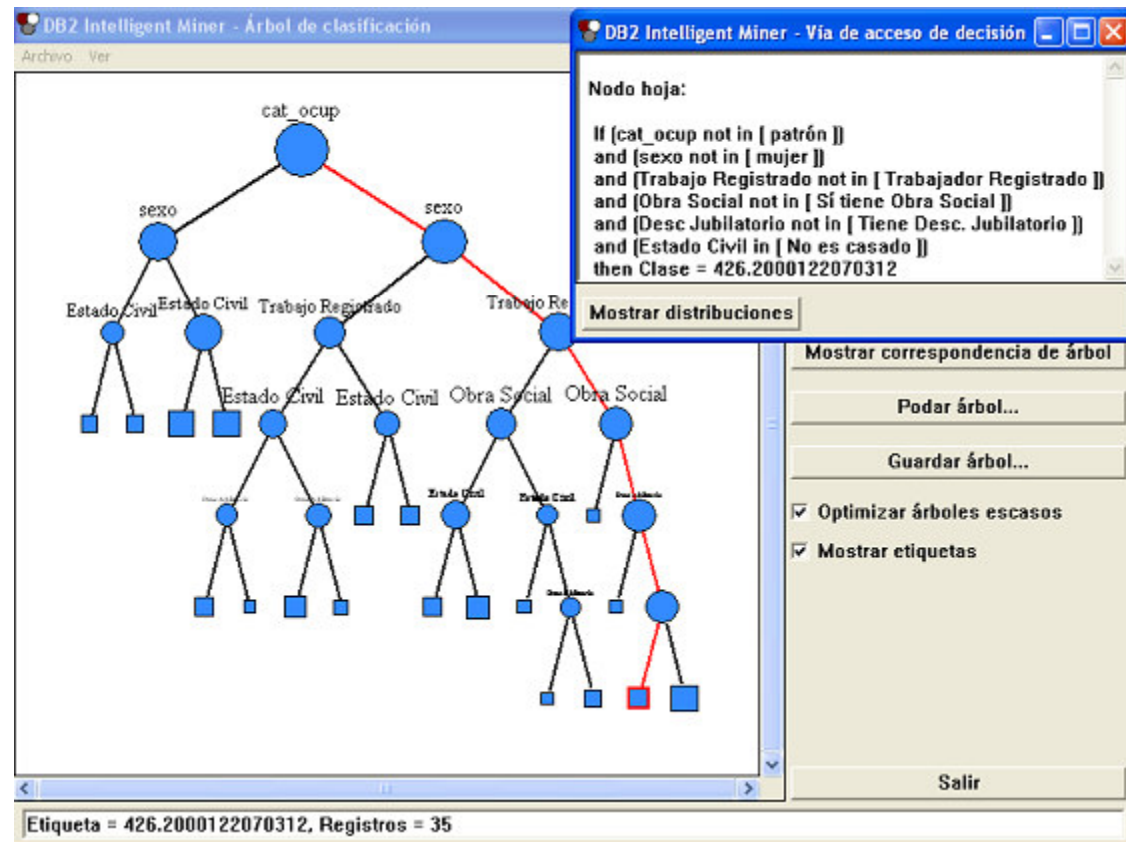 DB2 Intelligent Miner - Árbol de clasificación
Archivo Ver
DB2 Intelligent Miner - Vía de acceso de decisión
Nodo hoja:
If (cat_ocup not in [ patrón ])
and (sexo not in [ mujer ])
and (Trabajo Registrado not in [ Trabajador Registrado ])
and (Obra Social not in [ Sí tiene Obra Social ])
and (Desc Jubilatorio not in [ Tiene Desc. Jubilatorio ])
and (Estado Civil in [ No es casado ])
then Clase = 426.2000122070312
Mostrar distribuciones
cat_ocup
sexo
sexo
Estado Civil
Estado Civil
Trabajo Registrado
Trabajo Re
Estado Civil
Estado Civil
Obra Social
Obra Social
Estado Civil
Estado Civil
Mostrar correspondencia de árbol
Podar árbol...
Guardar árbol...
Optimizar árboles escasos
Mostrar etiquetas
Salir
Etiqueta = 426.2000122070312, Registros = 35